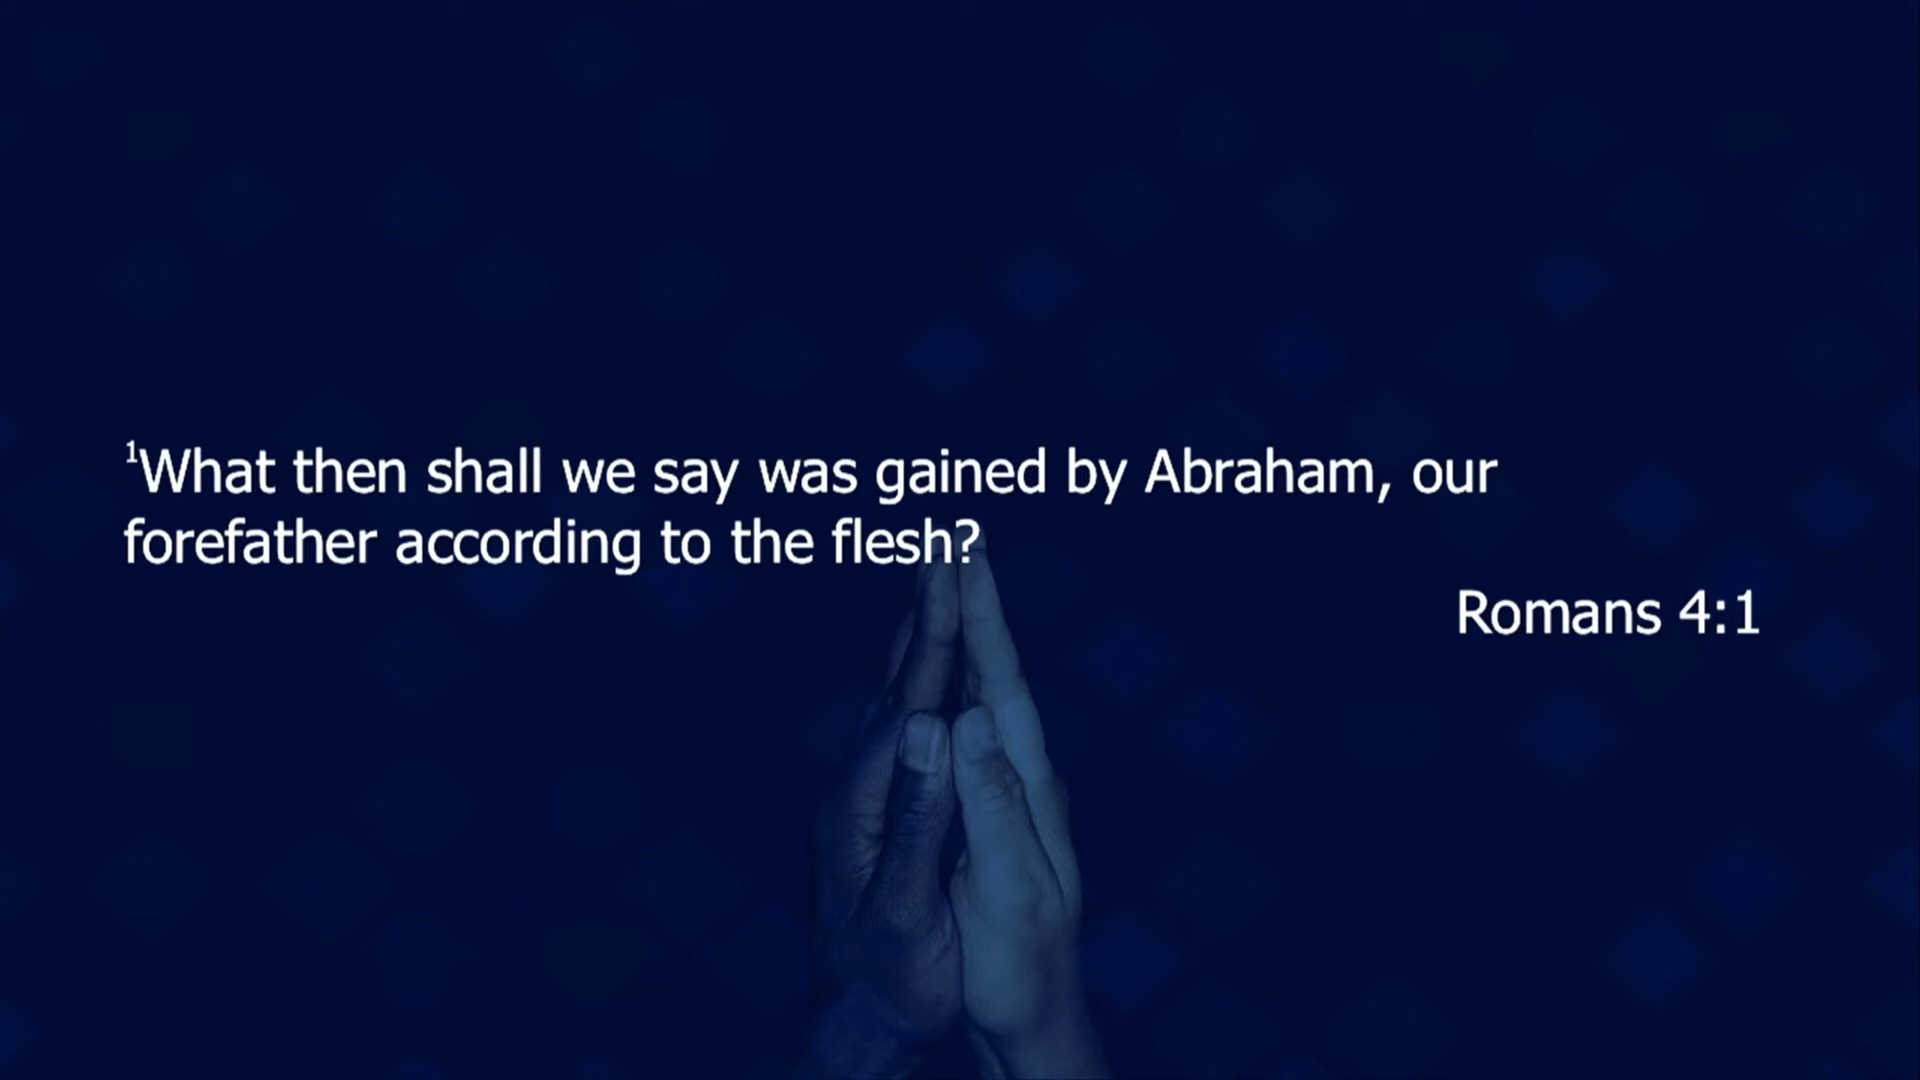 ¹What then shall we say was gained by Abraham, our
forefather according to the flesh?
Romans 4:1